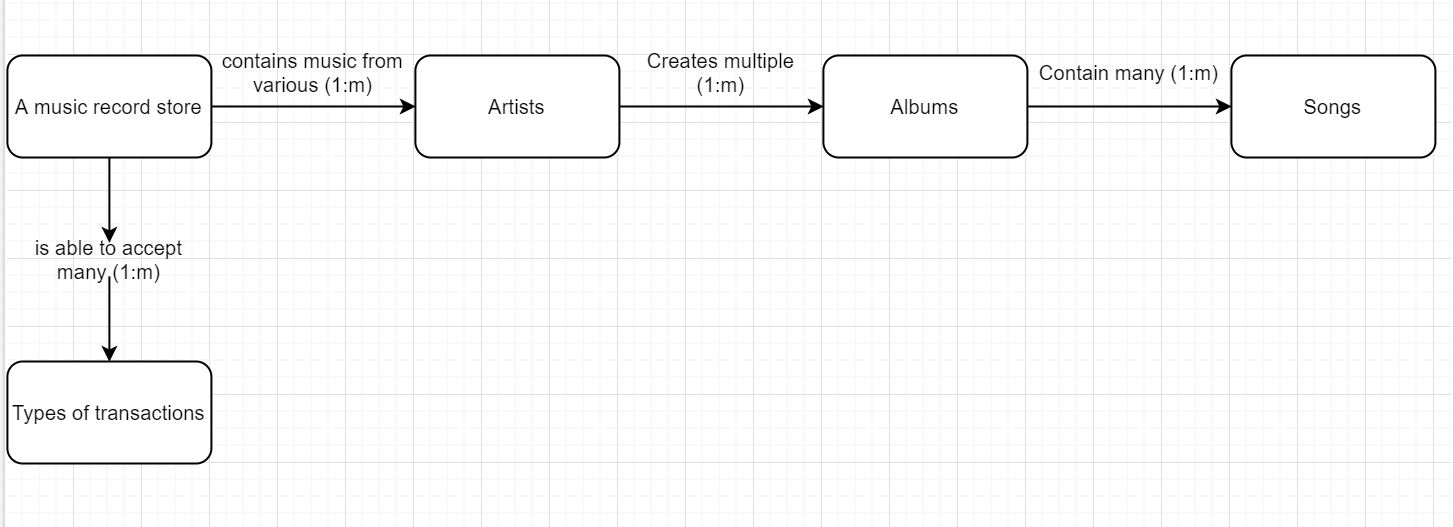 contains music from
various (1:m)
Creates multiple
(1:m)
Contain many (1:m)
A music record store
Artists
Albums
Songs
is able to accept
many (1:m)
Types of transactions